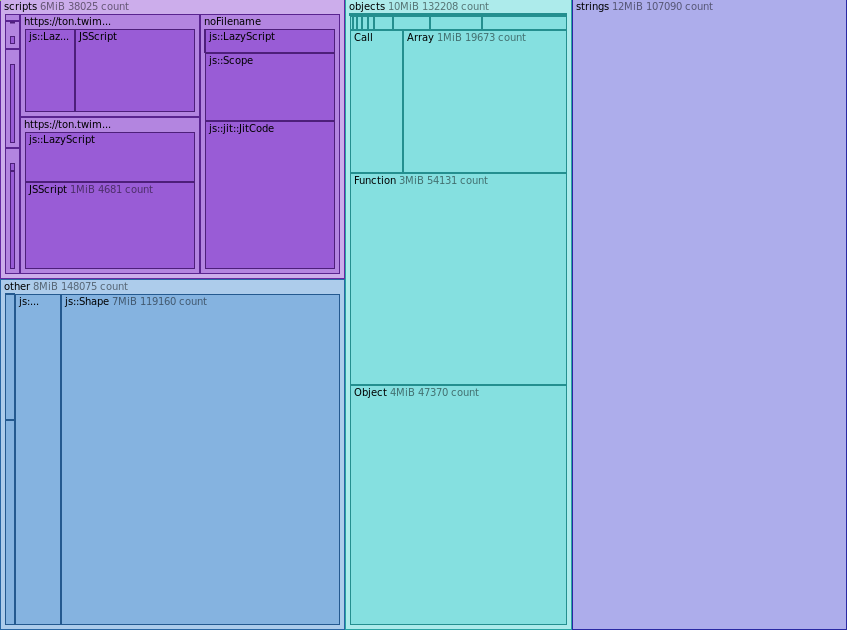 scripts 6MiB 38025 count
https://ton.twim...
js::Laz...
JSScript
https://ton.twim...
js::LazyScript
JSScript 1MiB 4681 count
noFilename
js::LazyScript
js::Scope
js::jit::JitCode
other 8MiB 148075 count
js:...
js::Shape 7MiB 119160 count
objects 10MiB 132208 count
Call
Array 1MiB 19673 count
Function 3MiB 54131 count
Object 4MiB 47370 count
strings 12MiB 107090 count